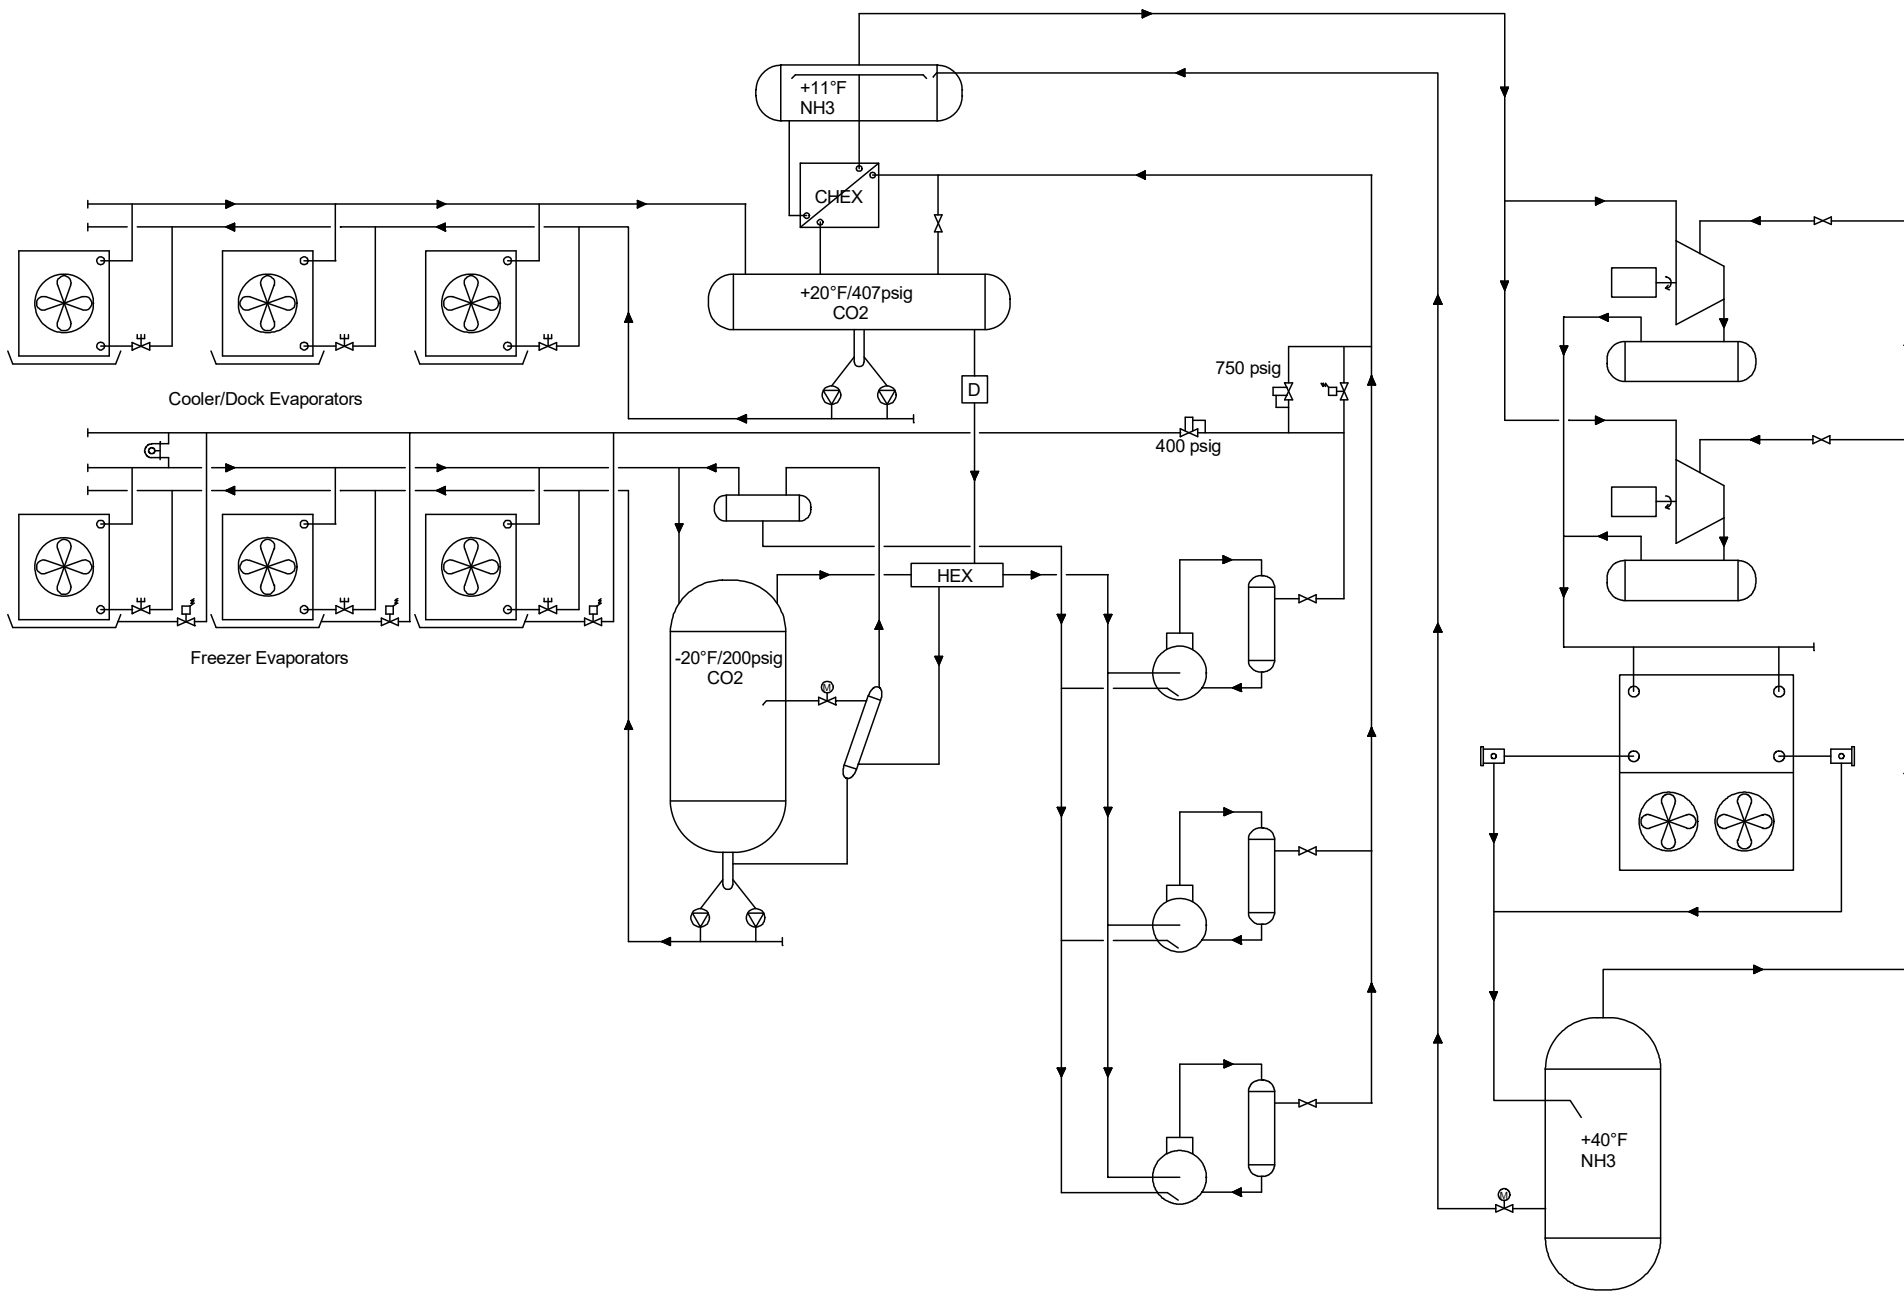 +11°F
NH3
CHEX
+20°F/407psig
CO2
Cooler/Dock Evaporators
D
750 psig
400 psig
HEX
Freezer Evaporators
-20°F/200psig
CO2
M
+40°F
NH3
M